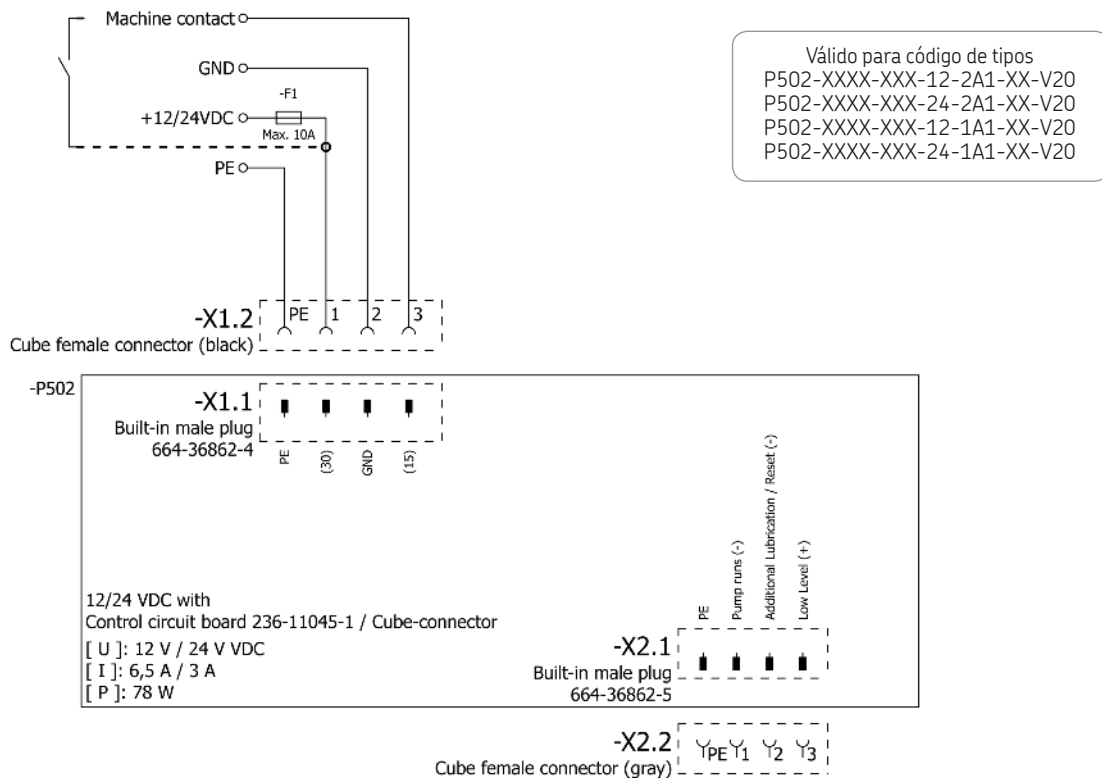 Machine contact
GND
-F1
+12/24VDC
Max. 10A
PE
Válido para código de tipos
P502-XXXX-XXX-12-2A1-XX-V20
P502-XXXX-XXX-24-2A1-XX-V20
P502-XXXX-XXX-12-1A1-XX-V20
P502-XXXX-XXX-24-1A1-XX-V20
-X1.2
PE 1 2 3
Cube female connector (black)
-P502
-X1.1
Built-in male plug
664-36862-4
PE
(30)
GND
(15)
12/24 VDC with
Control circuit board 236-11045-1 / Cube-connector
[ U ]: 12 V / 24 V VDC
[ I ]: 6,5 A / 3 A
[ P ]: 78 W
PE
Pump runs (-)
Additional Lubrication / Reset (-)
Low Level (+)
-X2.1
Built-in male plug
664-36862-5
-X2.2
PE 1 2 3
Cube female connector (gray)